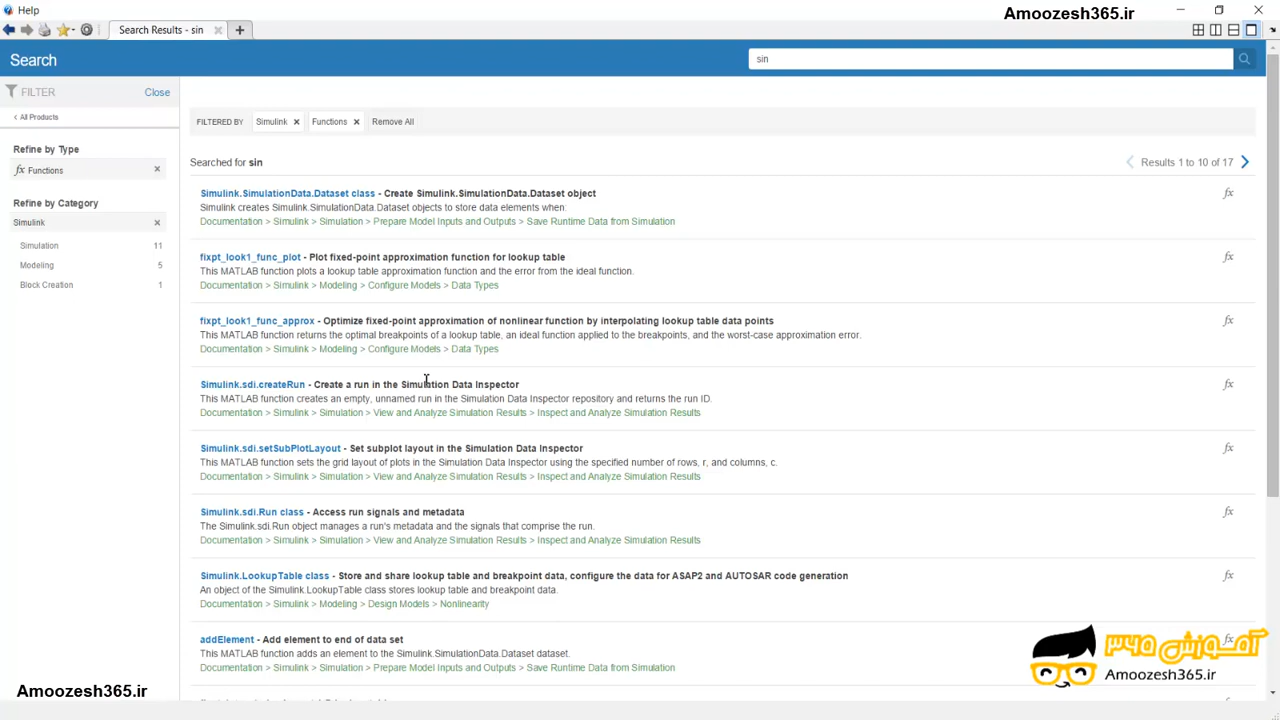 Help
Amoozesh365.ir
Search Results - sin
Search
sin
FILTER
Close
< All Products
FILTERED BY
Simulink ×
Functions ×
Remove All
Refine by Type
fx Functions ×
Refine by Category
Simulink ×
Simulation 11
Modeling 5
Block Creation 1
Searched for sin
Results 1 to 10 of 17
Simulink.SimulationData.Dataset class - Create Simulink.SimulationData.Dataset object
fx
Simulink creates Simulink.SimulationData.Dataset objects to store data elements when:
Documentation > Simulink > Simulation > Prepare Model Inputs and Outputs > Save Runtime Data from Simulation
fixpt_look1_func_plot - Plot fixed-point approximation function for lookup table
fx
This MATLAB function plots a lookup table approximation function and the error from the ideal function.
Documentation > Simulink > Modeling > Configure Models > Data Types
fixpt_look1_func_approx - Optimize fixed-point approximation of nonlinear function by interpolating lookup table data points
fx
This MATLAB function returns the optimal breakpoints of a lookup table, an ideal function applied to the breakpoints, and the worst-case approximation error.
Documentation > Simulink > Modeling > Configure Models > Data Types
Simulink.sdi.createRun - Create a run in the Simulation Data Inspector
fx
This MATLAB function creates an empty, unnamed run in the Simulation Data Inspector repository and returns the run ID.
Documentation > Simulink > Simulation > View and Analyze Simulation Results > Inspect and Analyze Simulation Results
Simulink.sdi.setSubPlotLayout - Set subplot layout in the Simulation Data Inspector
fx
This MATLAB function sets the grid layout of plots in the Simulation Data Inspector using the specified number of rows, r, and columns, c.
Documentation > Simulink > Simulation > View and Analyze Simulation Results > Inspect and Analyze Simulation Results
Simulink.sdi.Run class - Access run signals and metadata
fx
The Simulink.sdi.Run object manages a run's metadata and the signals that comprise the run.
Documentation > Simulink > Simulation > View and Analyze Simulation Results > Inspect and Analyze Simulation Results
Simulink.LookupTable class - Store and share lookup table and breakpoint data, configure the data for ASAP2 and AUTOSAR code generation
fx
An object of the Simulink.LookupTable class stores lookup table and breakpoint data.
Documentation > Simulink > Modeling > Design Models > Nonlinearity
addElement - Add element to end of data set
fx
This MATLAB function adds an element to the Simulink.SimulationData.Dataset dataset.
Documentation > Simulink > Simulation > Prepare Model Inputs and Outputs > Save Runtime Data from Simulation
آموزش ۳۶۵
Amoozesh365.ir
Amoozesh365.ir